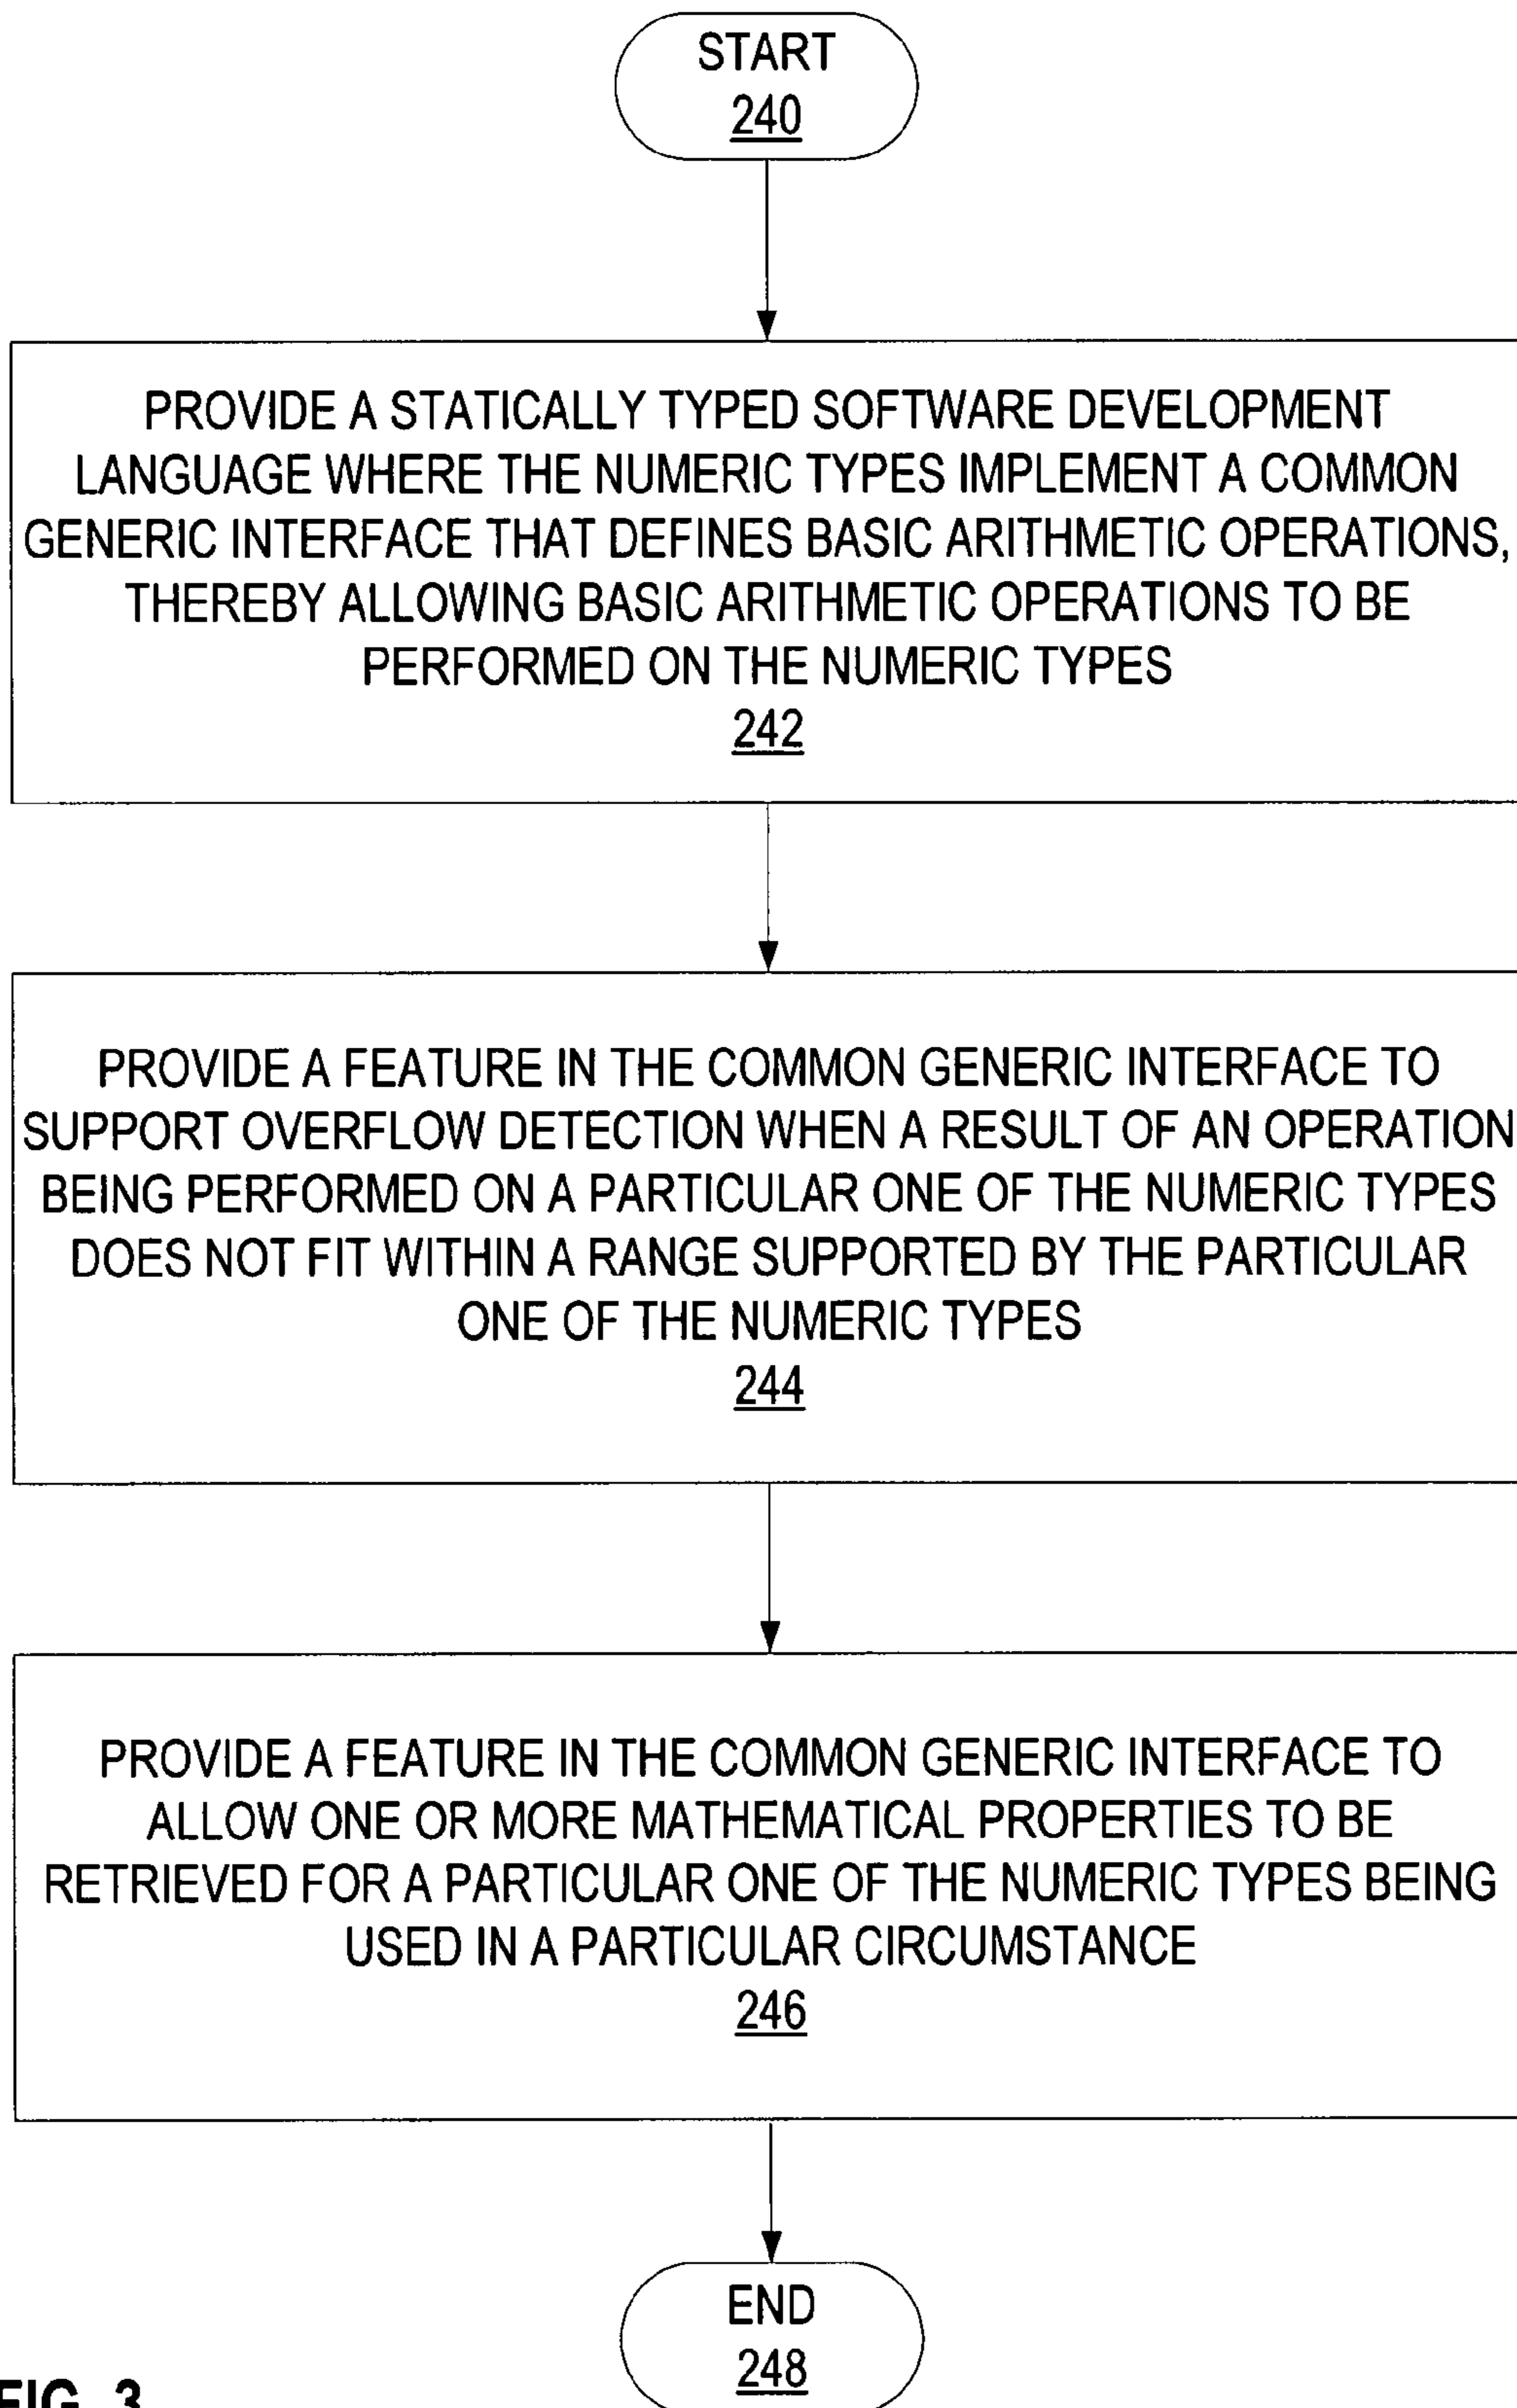 START
240
PROVIDE A STATICALLY TYPED SOFTWARE DEVELOPMENT
LANGUAGE WHERE THE NUMERIC TYPES IMPLEMENT A COMMON
GENERIC INTERFACE THAT DEFINES BASIC ARITHMETIC OPERATIONS,
THEREBY ALLOWING BASIC ARITHMETIC OPERATIONS TO BE
PERFORMED ON THE NUMERIC TYPES
242
PROVIDE A FEATURE IN THE COMMON GENERIC INTERFACE TO
SUPPORT OVERFLOW DETECTION WHEN A RESULT OF AN OPERATION
BEING PERFORMED ON A PARTICULAR ONE OF THE NUMERIC TYPES
DOES NOT FIT WITHIN A RANGE SUPPORTED BY THE PARTICULAR
ONE OF THE NUMERIC TYPES
244
PROVIDE A FEATURE IN THE COMMON GENERIC INTERFACE TO
ALLOW ONE OR MORE MATHEMATICAL PROPERTIES TO BE
RETRIEVED FOR A PARTICULAR ONE OF THE NUMERIC TYPES BEING
USED IN A PARTICULAR CIRCUMSTANCE
246
END
248
FIG. 3